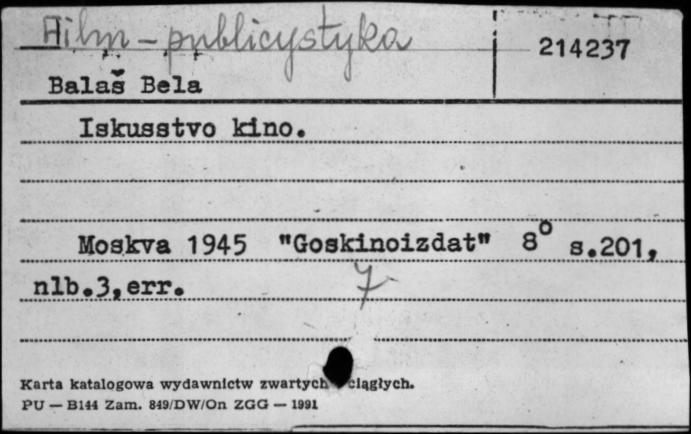 Film - publicystyka
214237
Balaš Bela
Iskusstvo kino.
Moskva 1945 "Goskinoizdat" 8° s.201,
nlb.3,err.
7
Karta katalogowa wydawnictw zwartych ciągłych.
PU — B144 Zam. 849/DW/On ZGG — 1991